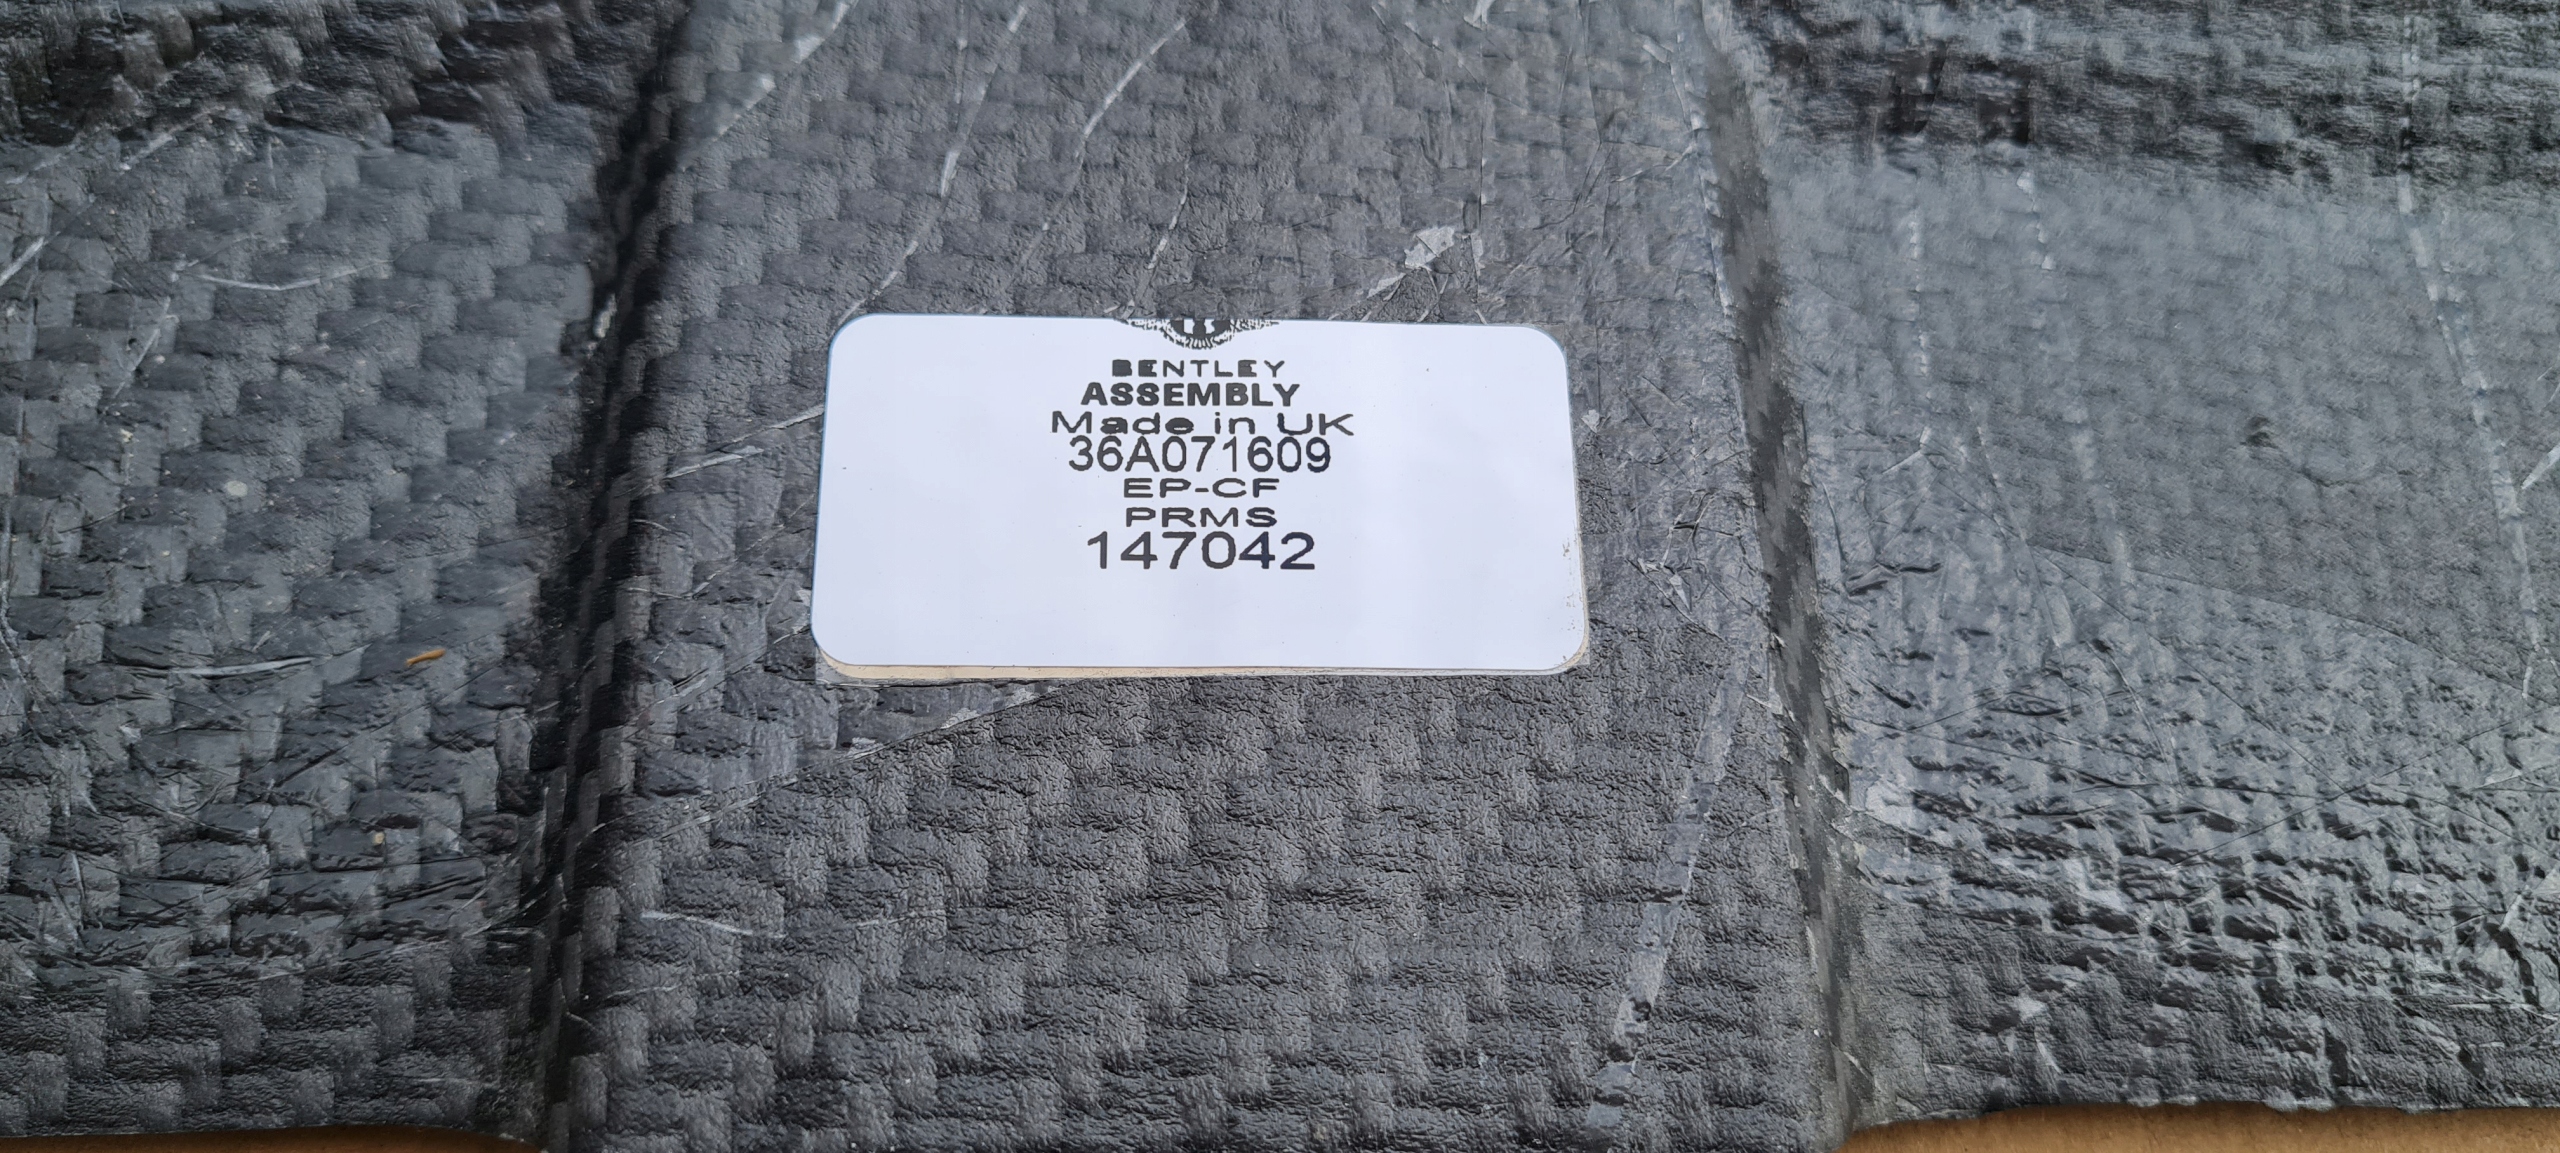 BENTLEY
ASSEMBLY
Made in UK
36A071609
EP-CF
PRMS
147042